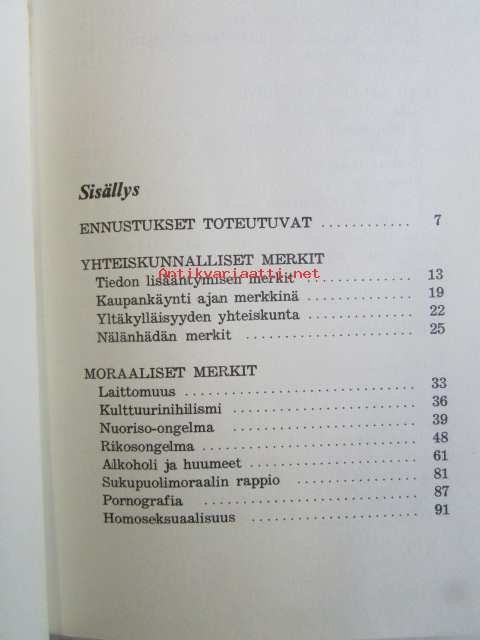 Sisällys
ENNUSTUKSET TOTEUTUVAT ............ 7
YHTEISKUNNALLISET MERKIT
Tiedon lisääntymisen merkit ............ 13
Antikvariaatti.net
Kaupankäynti ajan merkkinä ............ 19
Yltäkylläisyyden yhteiskunta ............ 22
Nälänhädän merkit ............ 25
MORAALISET MERKIT
Laittomuus ............ 33
Kulttuurinihilismi ............ 36
Nuoriso-ongelma ............ 39
Rikosongelma ............ 48
Alkoholi ja huumeet ............ 61
Sukupuolimoraalin rappio ............ 81
Pornografia ............ 87
Homoseksuaalisuus ............ 91